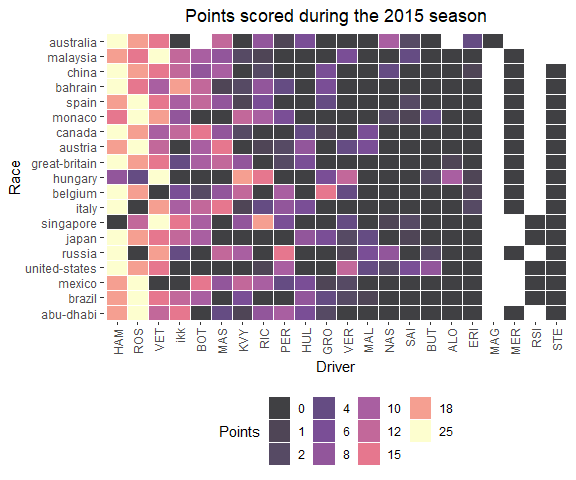 Points scored during the 2015 season
Race
australia
malaysia
china
bahrain
spain
monaco
canada
austria
great-britain
hungary
belgium
italy
singapore
japan
russia
united-states
mexico
brazil
abu-dhabi
HAM ROS VET ikk BOT MAS KVY RIC PER HUL GRO VER MAL NAS SAI BUT ALO ERI MAG MER RSI STE
Driver
Points
0 4 10 18
1 6 12 25
2 8 15